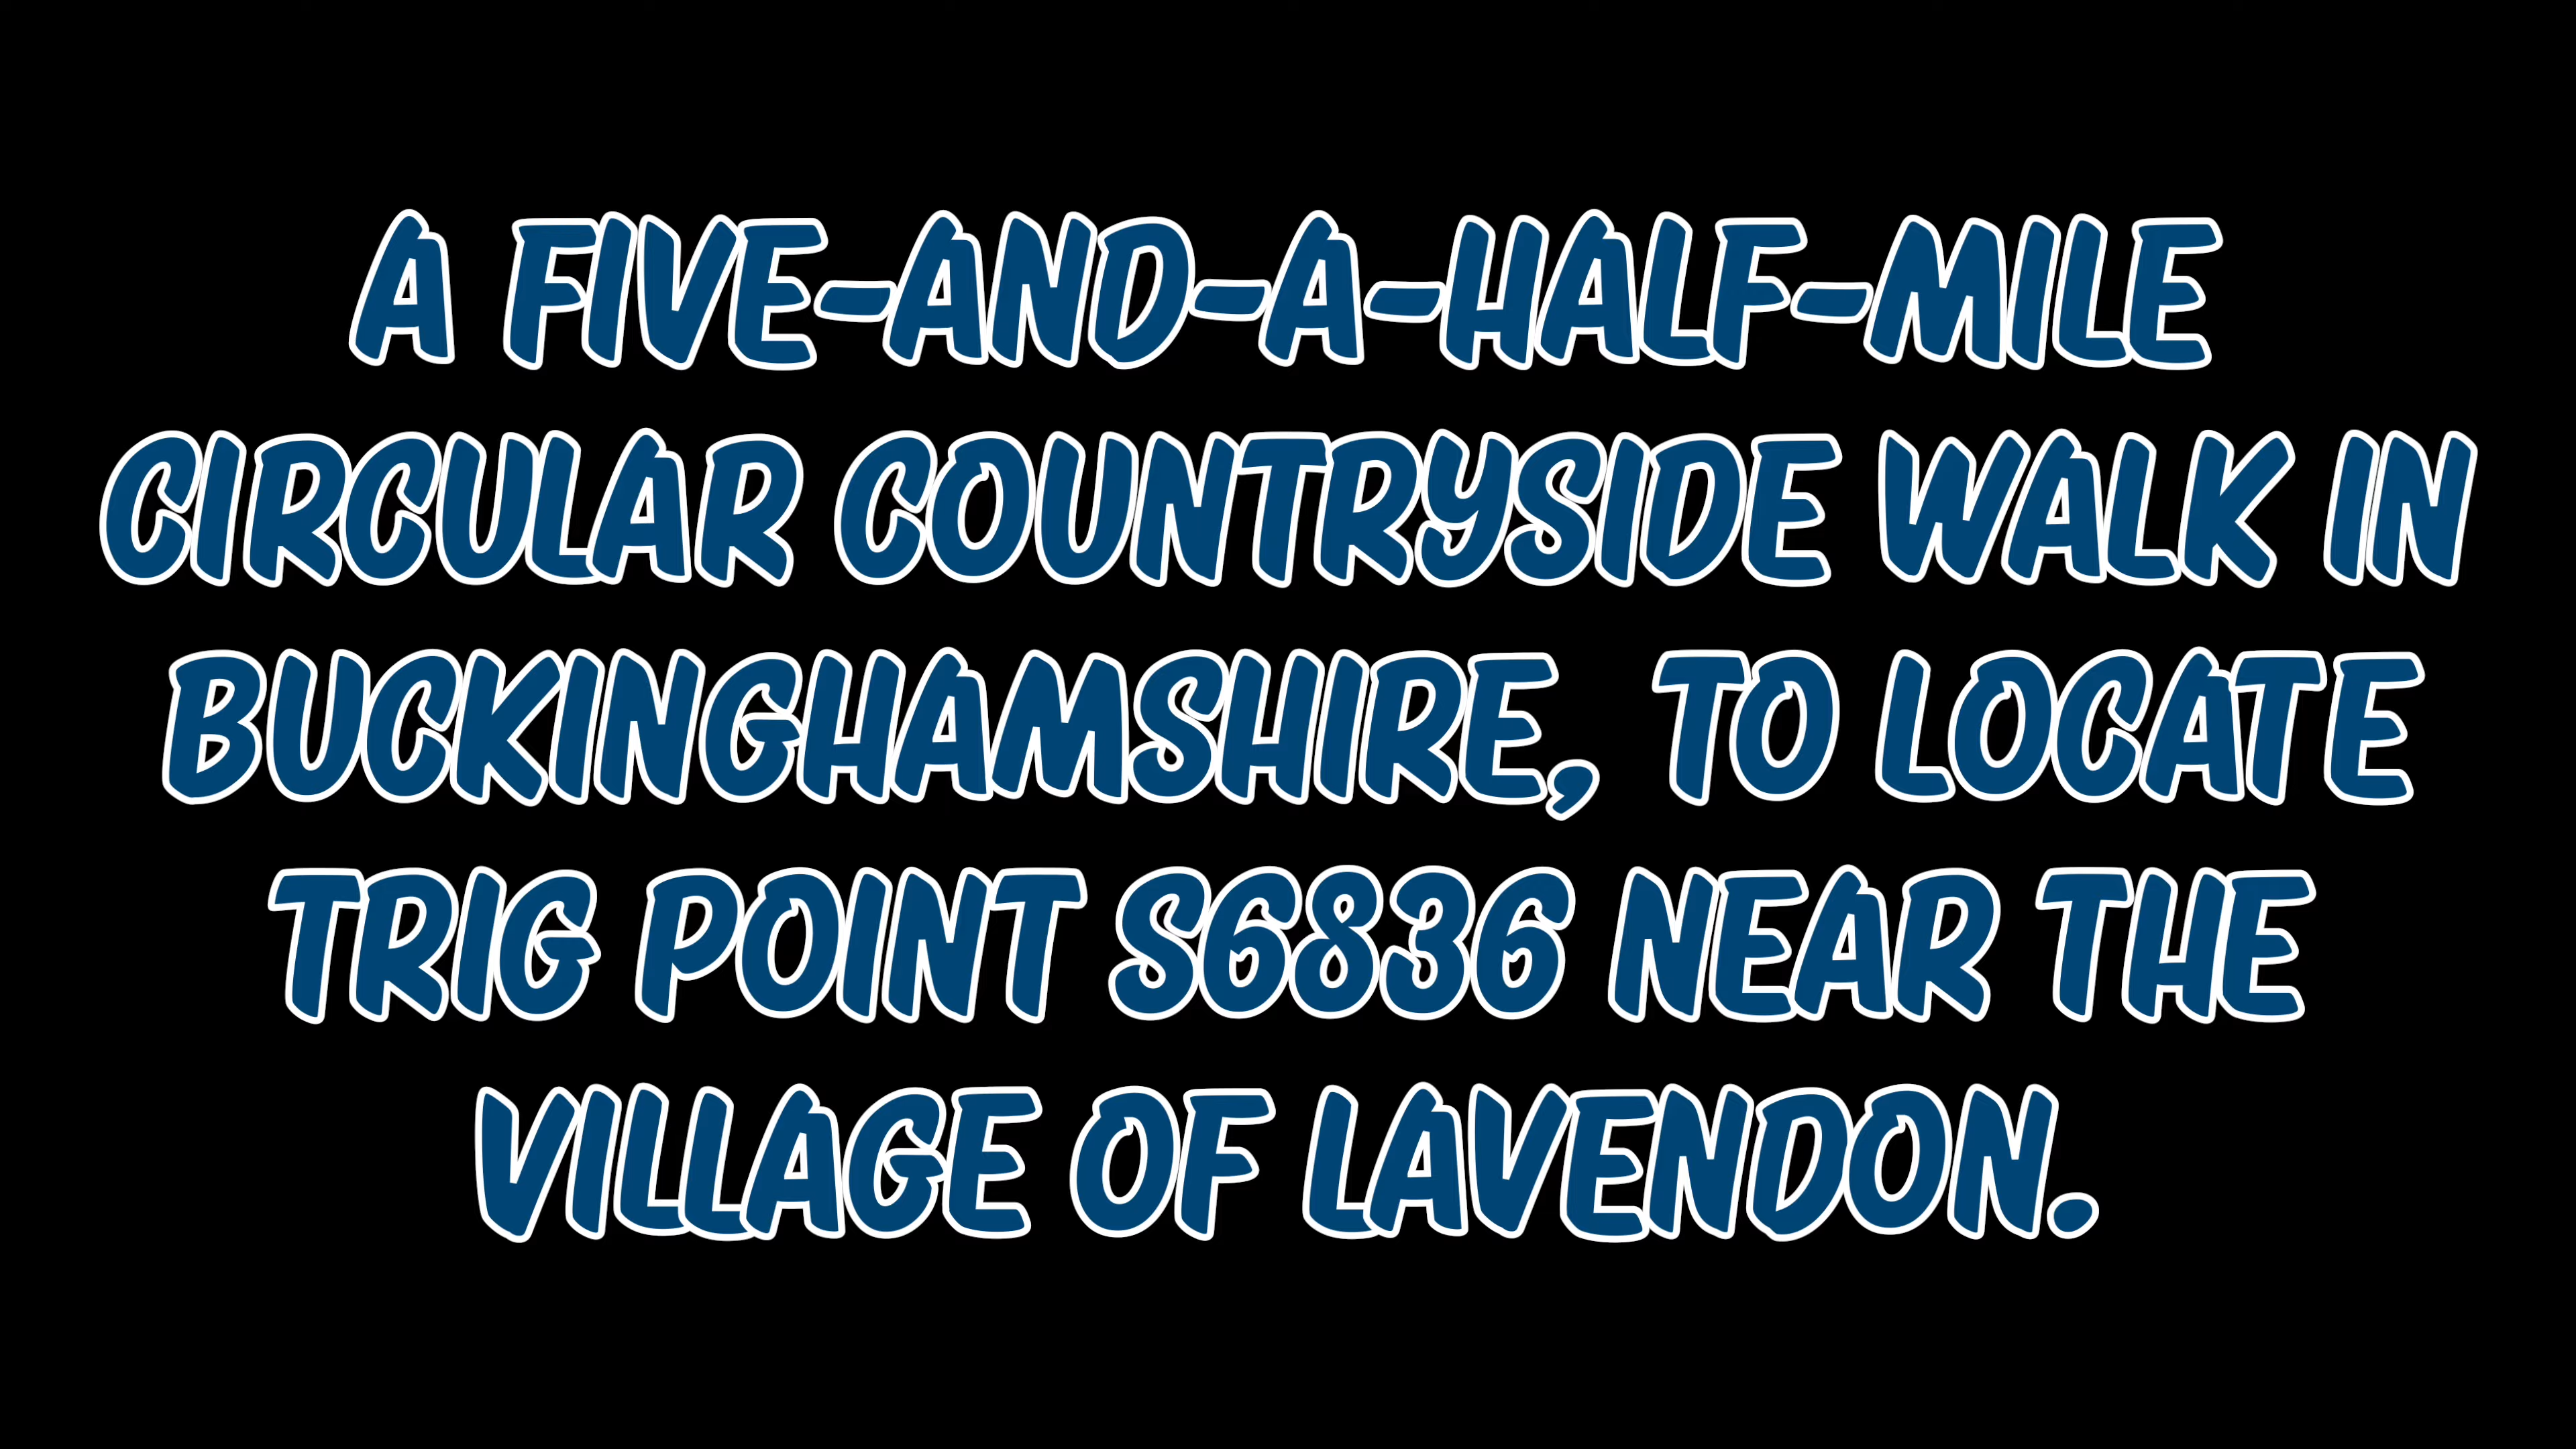 A FIVE-AND-A-HALF-MILE
CIRCULAR COUNTRYSIDE WALK IN
BUCKINGHAMSHIRE, TO LOCATE
TRIG POINT S6836 NEAR THE
VILLAGE OF LAVENDON.